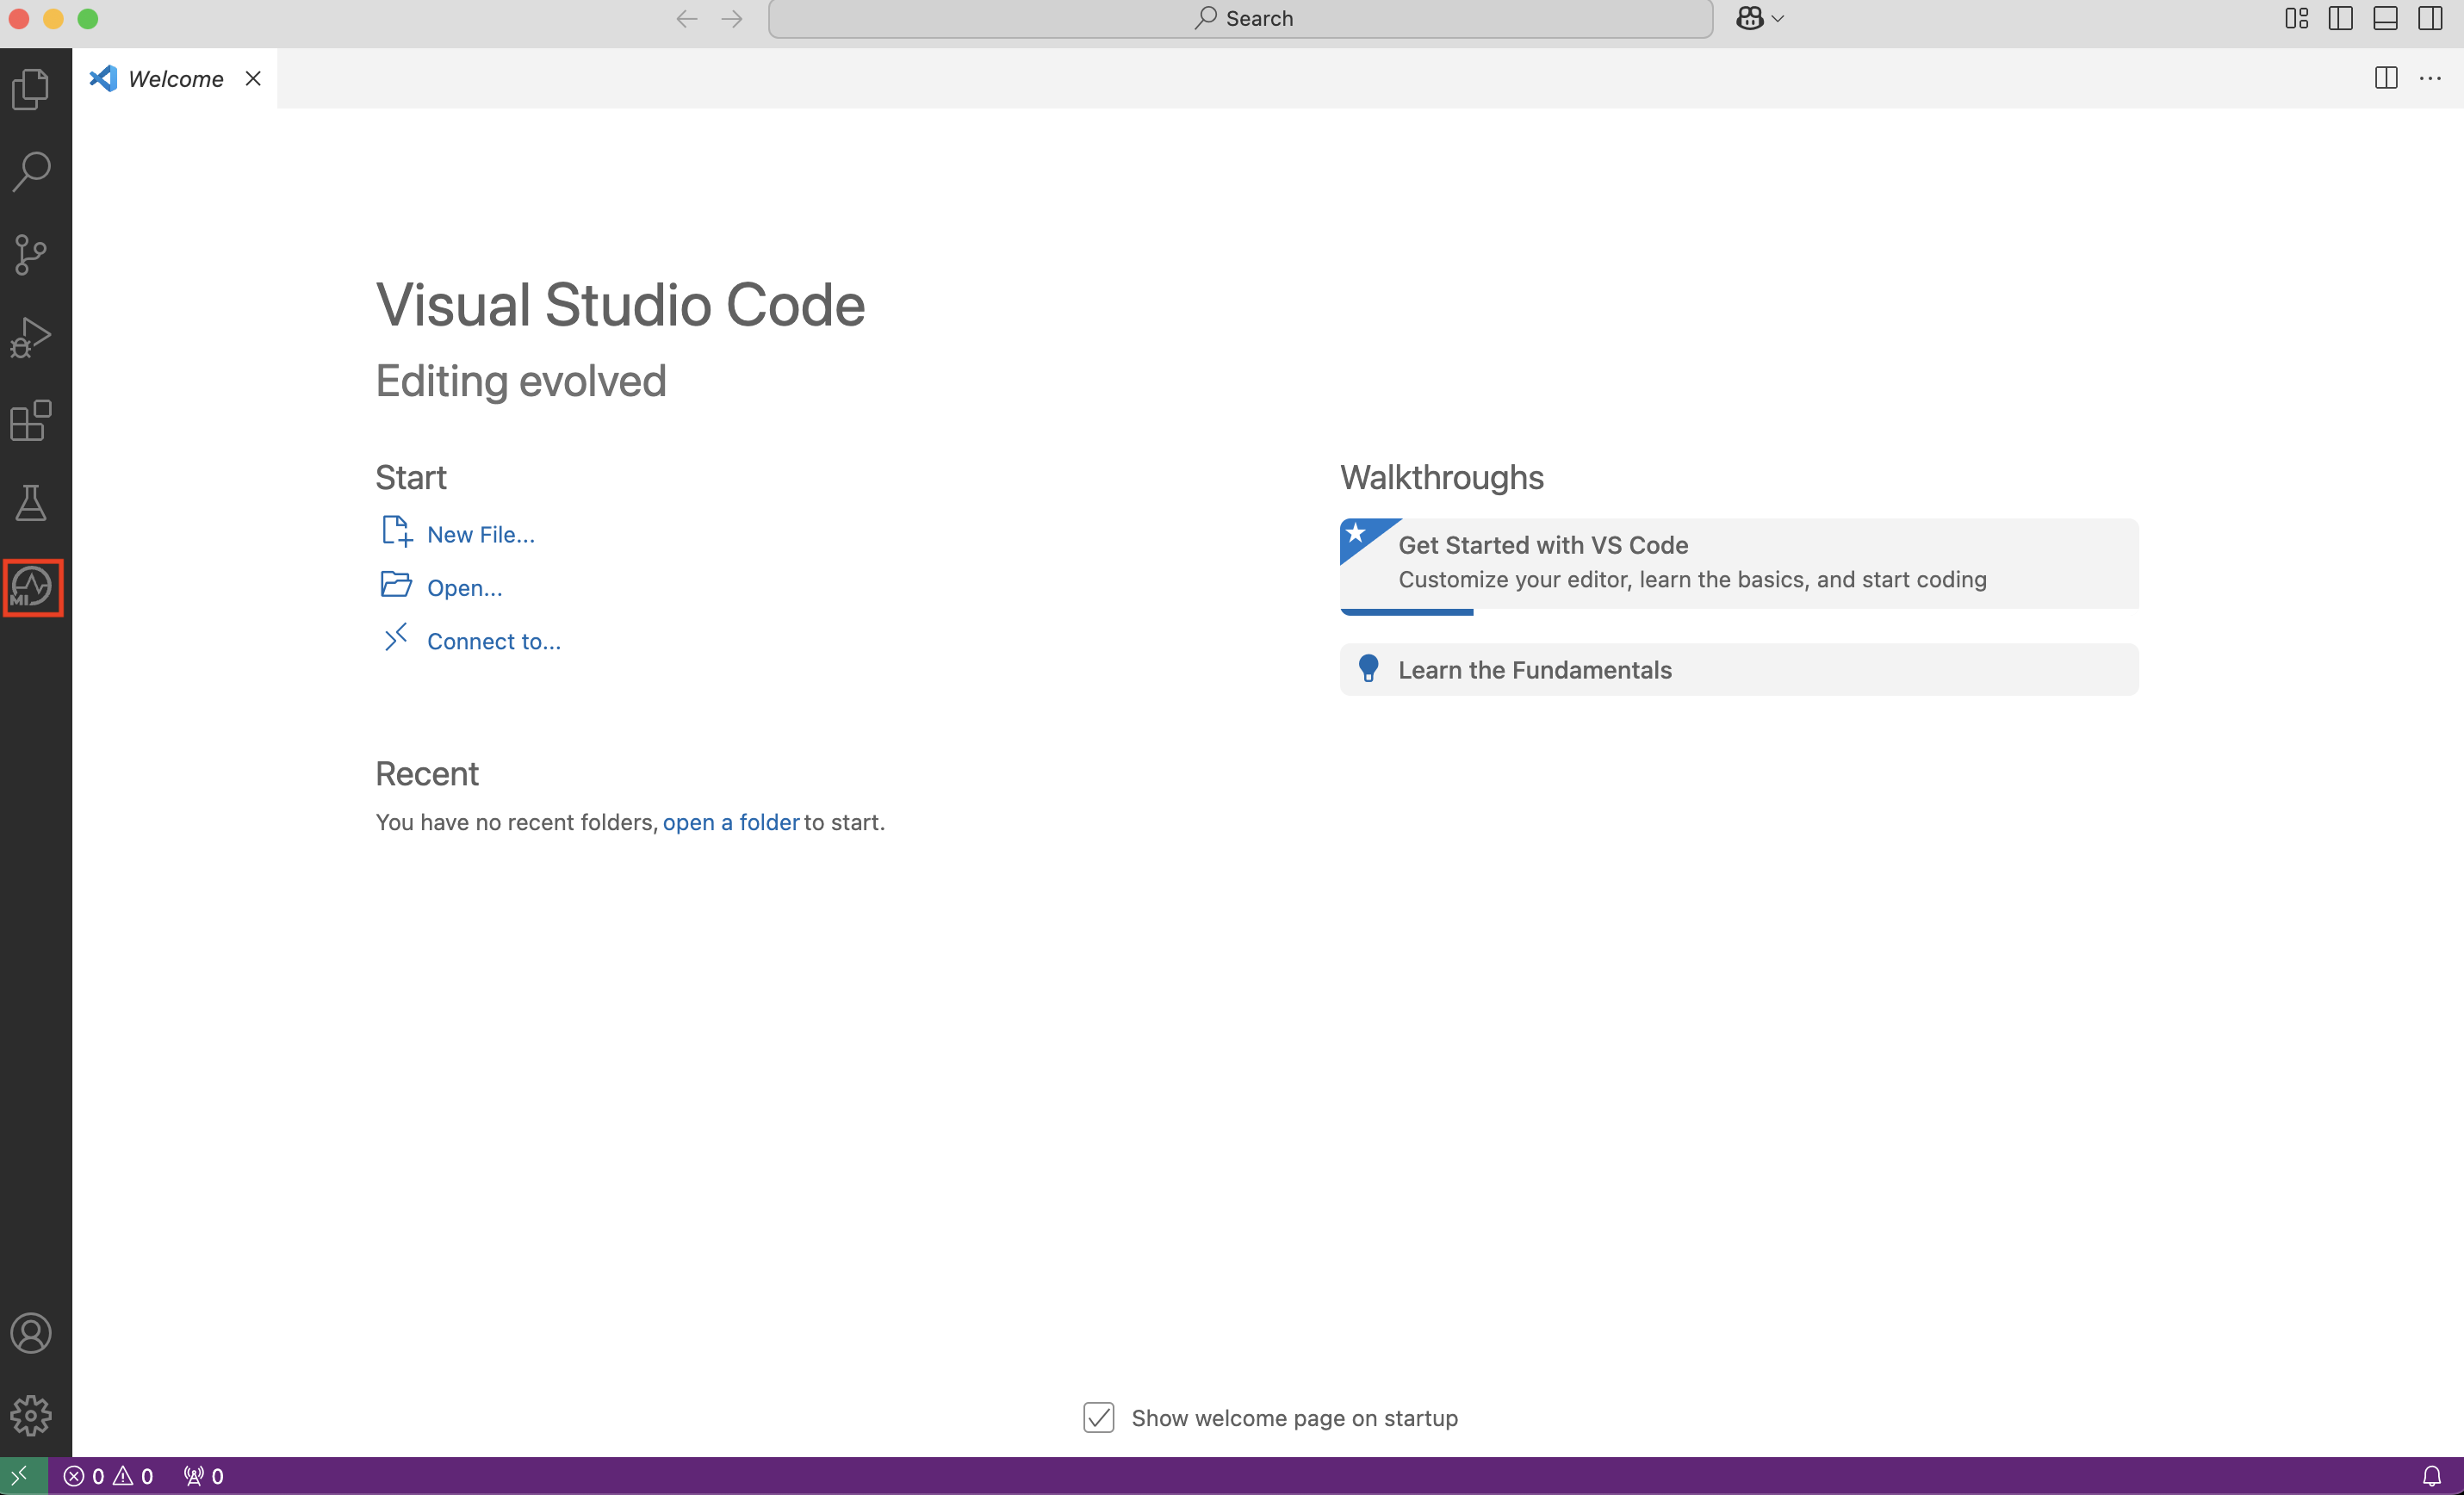 Search
Welcome
Visual Studio Code
Editing evolved
Start
New File...
Open...
Connect to...
Recent
You have no recent folders, open a folder to start.
Walkthroughs
Get Started with VS Code
Customize your editor, learn the basics, and start coding
Learn the Fundamentals
MI
Show welcome page on startup
0 0 0